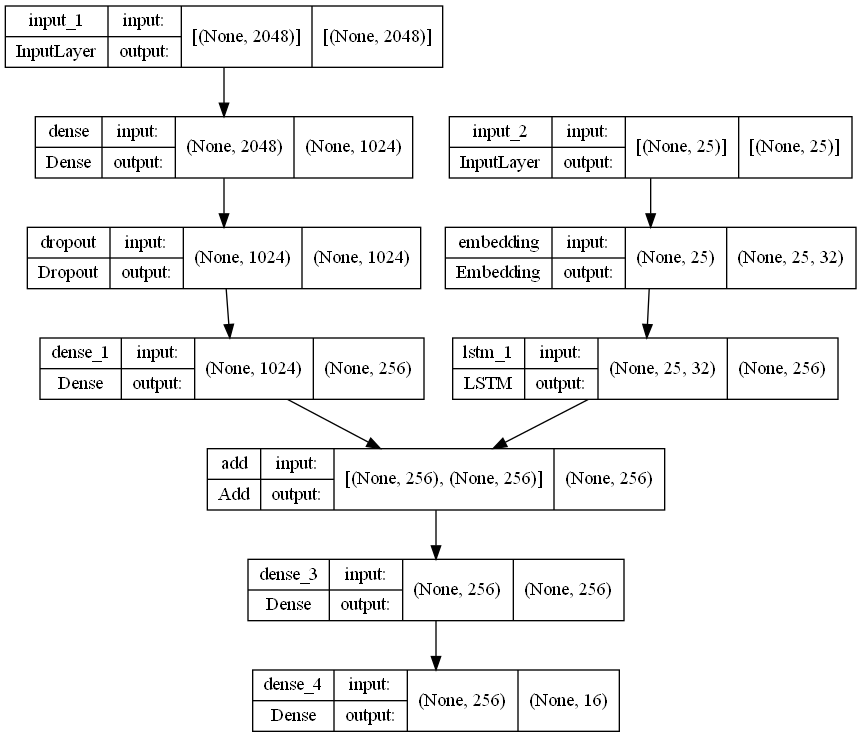 input_1 input: [(None, 2048)] [(None, 2048)]
InputLayer output:
dense input: (None, 2048) (None, 1024)
Dense output:
input_2 input: [(None, 25)] [(None, 25)]
InputLayer output:
dropout input: (None, 1024) (None, 1024)
Dropout output:
embedding input: (None, 25) (None, 25, 32)
Embedding output:
dense_1 input: (None, 1024) (None, 256)
Dense output:
lstm_1 input: (None, 25, 32) (None, 256)
LSTM output:
add input: [(None, 256), (None, 256)] (None, 256)
Add output:
dense_3 input: (None, 256) (None, 256)
Dense output:
dense_4 input: (None, 256) (None, 16)
Dense output: